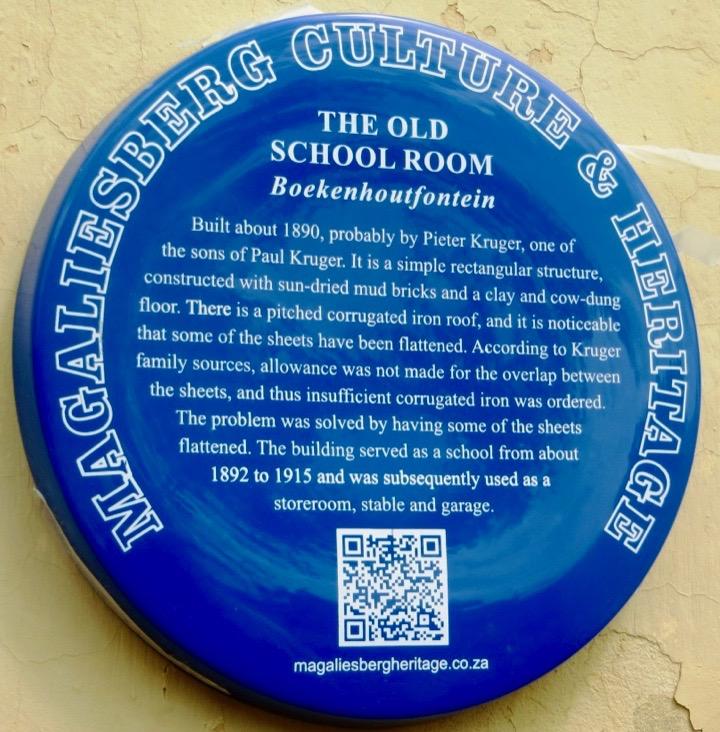 MAGALIESBERG CULTURE & HERITAGE
THE OLD
SCHOOL ROOM
Boekenhoutfontein
Built about 1890, probably by Pieter Kruger, one of
the sons of Paul Kruger. It is a simple rectangular structure,
constructed with sun-dried mud bricks and a clay and cow-dung
floor. There is a pitched corrugated iron roof, and it is noticeable
that some of the sheets have been flattened. According to Kruger
family sources, allowance was not made for the overlap between
the sheets, and thus insufficient corrugated iron was ordered.
The problem was solved by having some of the sheets
flattened. The building served as a school from about
1892 to 1915 and was subsequently used as a
storeroom, stable and garage.
magaliesbergheritage.co.za